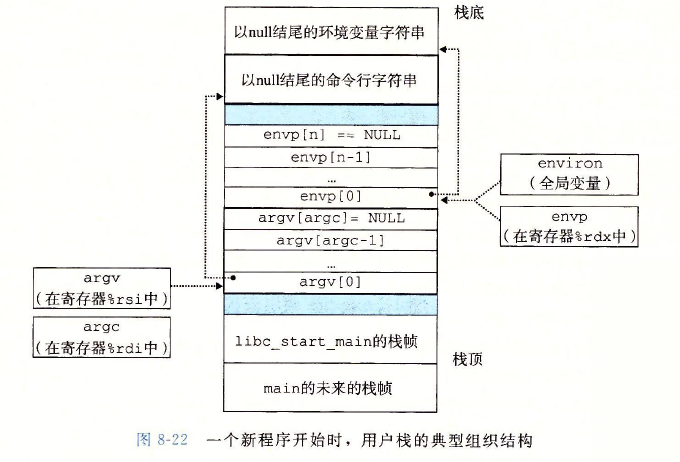 栈底
以null结尾的环境变量字符串
以null结尾的命令行字符串
envp[n] == NULL
envp[n-1]
…
envp[0]
argv[argc]= NULL
argv[argc-1]
…
argv[0]
libc_start_main的栈帧
main的未来的栈帧
栈顶
environ
(全局变量)
envp
(在寄存器%rdx中)
argv
(在寄存器%rsi中)
argc
(在寄存器%rdi中)
图 8-22 一个新程序开始时，用户栈的典型组织结构